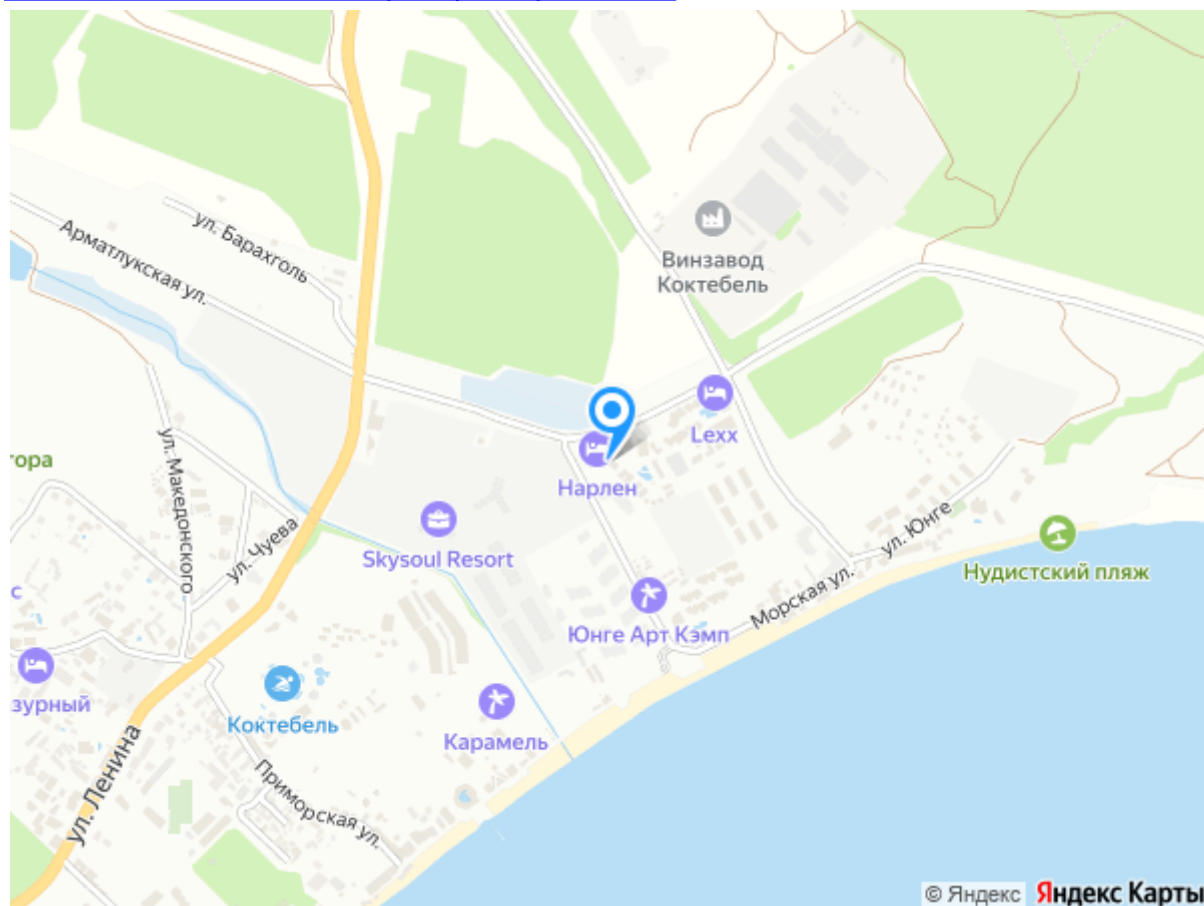 ул. Барахголь
Арматлукская ул.
Винзавод
Коктебель
Lexx
Нарлен
ул. Македонского
гора
ул. Чуева
Skysoul Resort
ул. Юнге
Нудистский пляж
с
Морская ул.
Юнге Арт Кэмп
зурный
Коктебель
Карамель
ул. Ленина
Приморская ул.
© Яндекс Яндекс Карты